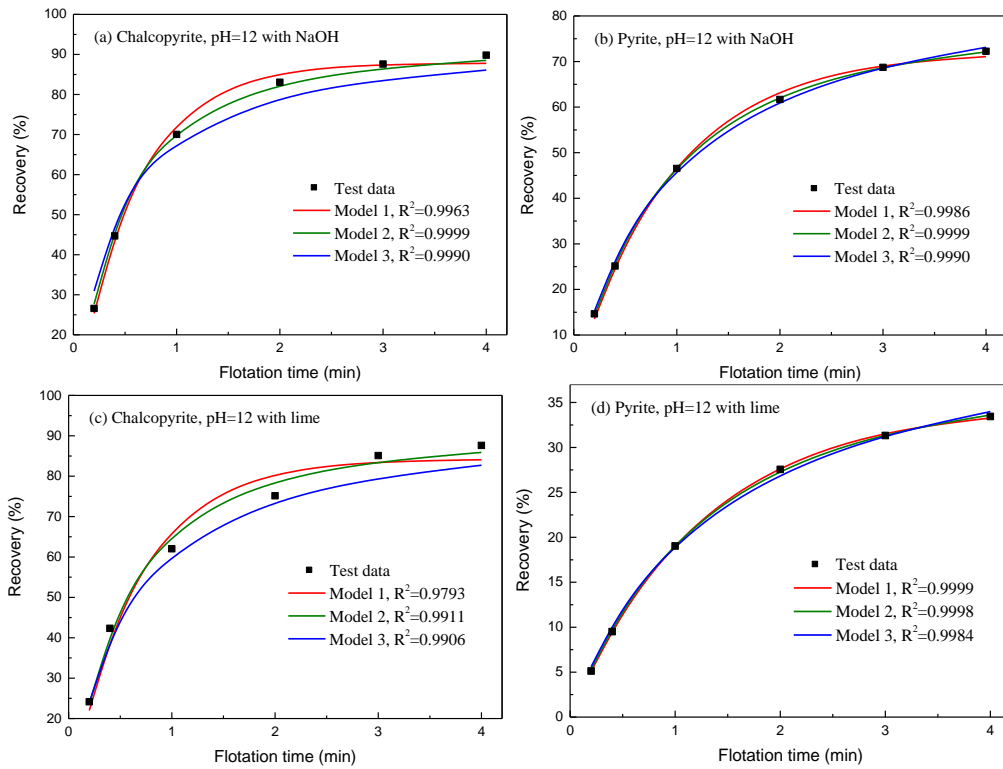 (a) Chalcopyrite, pH=12 with NaOH
100
90
80
70
60
50
40
30
20
Recovery (%)
Test data
Model 1, R²=0.9963
Model 2, R²=0.9999
Model 3, R²=0.9990
0 1 2 3 4
Flotation time (min)
(b) Pyrite, pH=12 with NaOH
80
70
60
50
40
30
20
10
Recovery (%)
Test data
Model 1, R²=0.9986
Model 2, R²=0.9999
Model 3, R²=0.9990
0 1 2 3 4
Flotation time (min)
(c) Chalcopyrite, pH=12 with lime
100
90
80
70
60
50
40
30
20
Recovery (%)
Test data
Model 1, R²=0.9793
Model 2, R²=0.9911
Model 3, R²=0.9906
0 1 2 3 4
Flotation time (min)
(d) Pyrite, pH=12 with lime
35
30
25
20
15
10
5
0
Recovery (%)
Test data
Model 1, R²=0.9999
Model 2, R²=0.9998
Model 3, R²=0.9984
0 1 2 3 4
Flotation time (min)